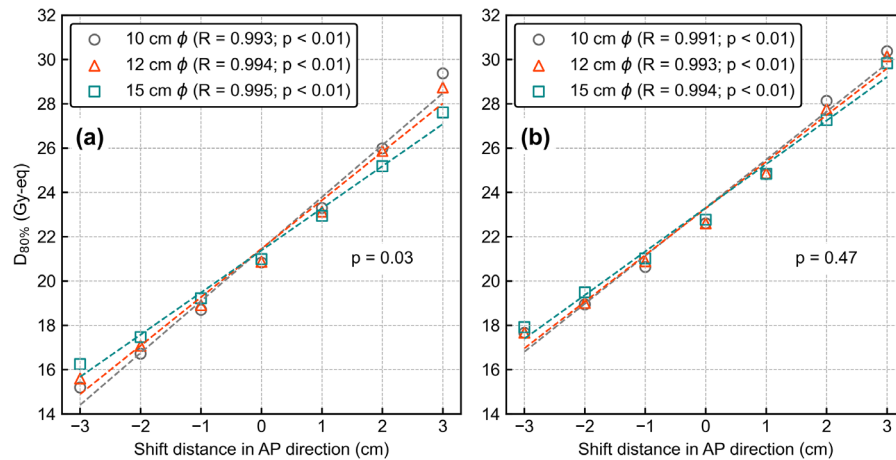 32
30
28
26
24
22
20
18
16
14
D80% (Gy-eq)
10 cm ϕ (R = 0.993; p < 0.01)
12 cm ϕ (R = 0.994; p < 0.01)
15 cm ϕ (R = 0.995; p < 0.01)
(a)
p = 0.03
−3 −2 −1 0 1 2 3
Shift distance in AP direction (cm)
32
30
28
26
24
22
20
18
16
14
10 cm ϕ (R = 0.991; p < 0.01)
12 cm ϕ (R = 0.993; p < 0.01)
15 cm ϕ (R = 0.994; p < 0.01)
(b)
p = 0.47
−3 −2 −1 0 1 2 3
Shift distance in AP direction (cm)